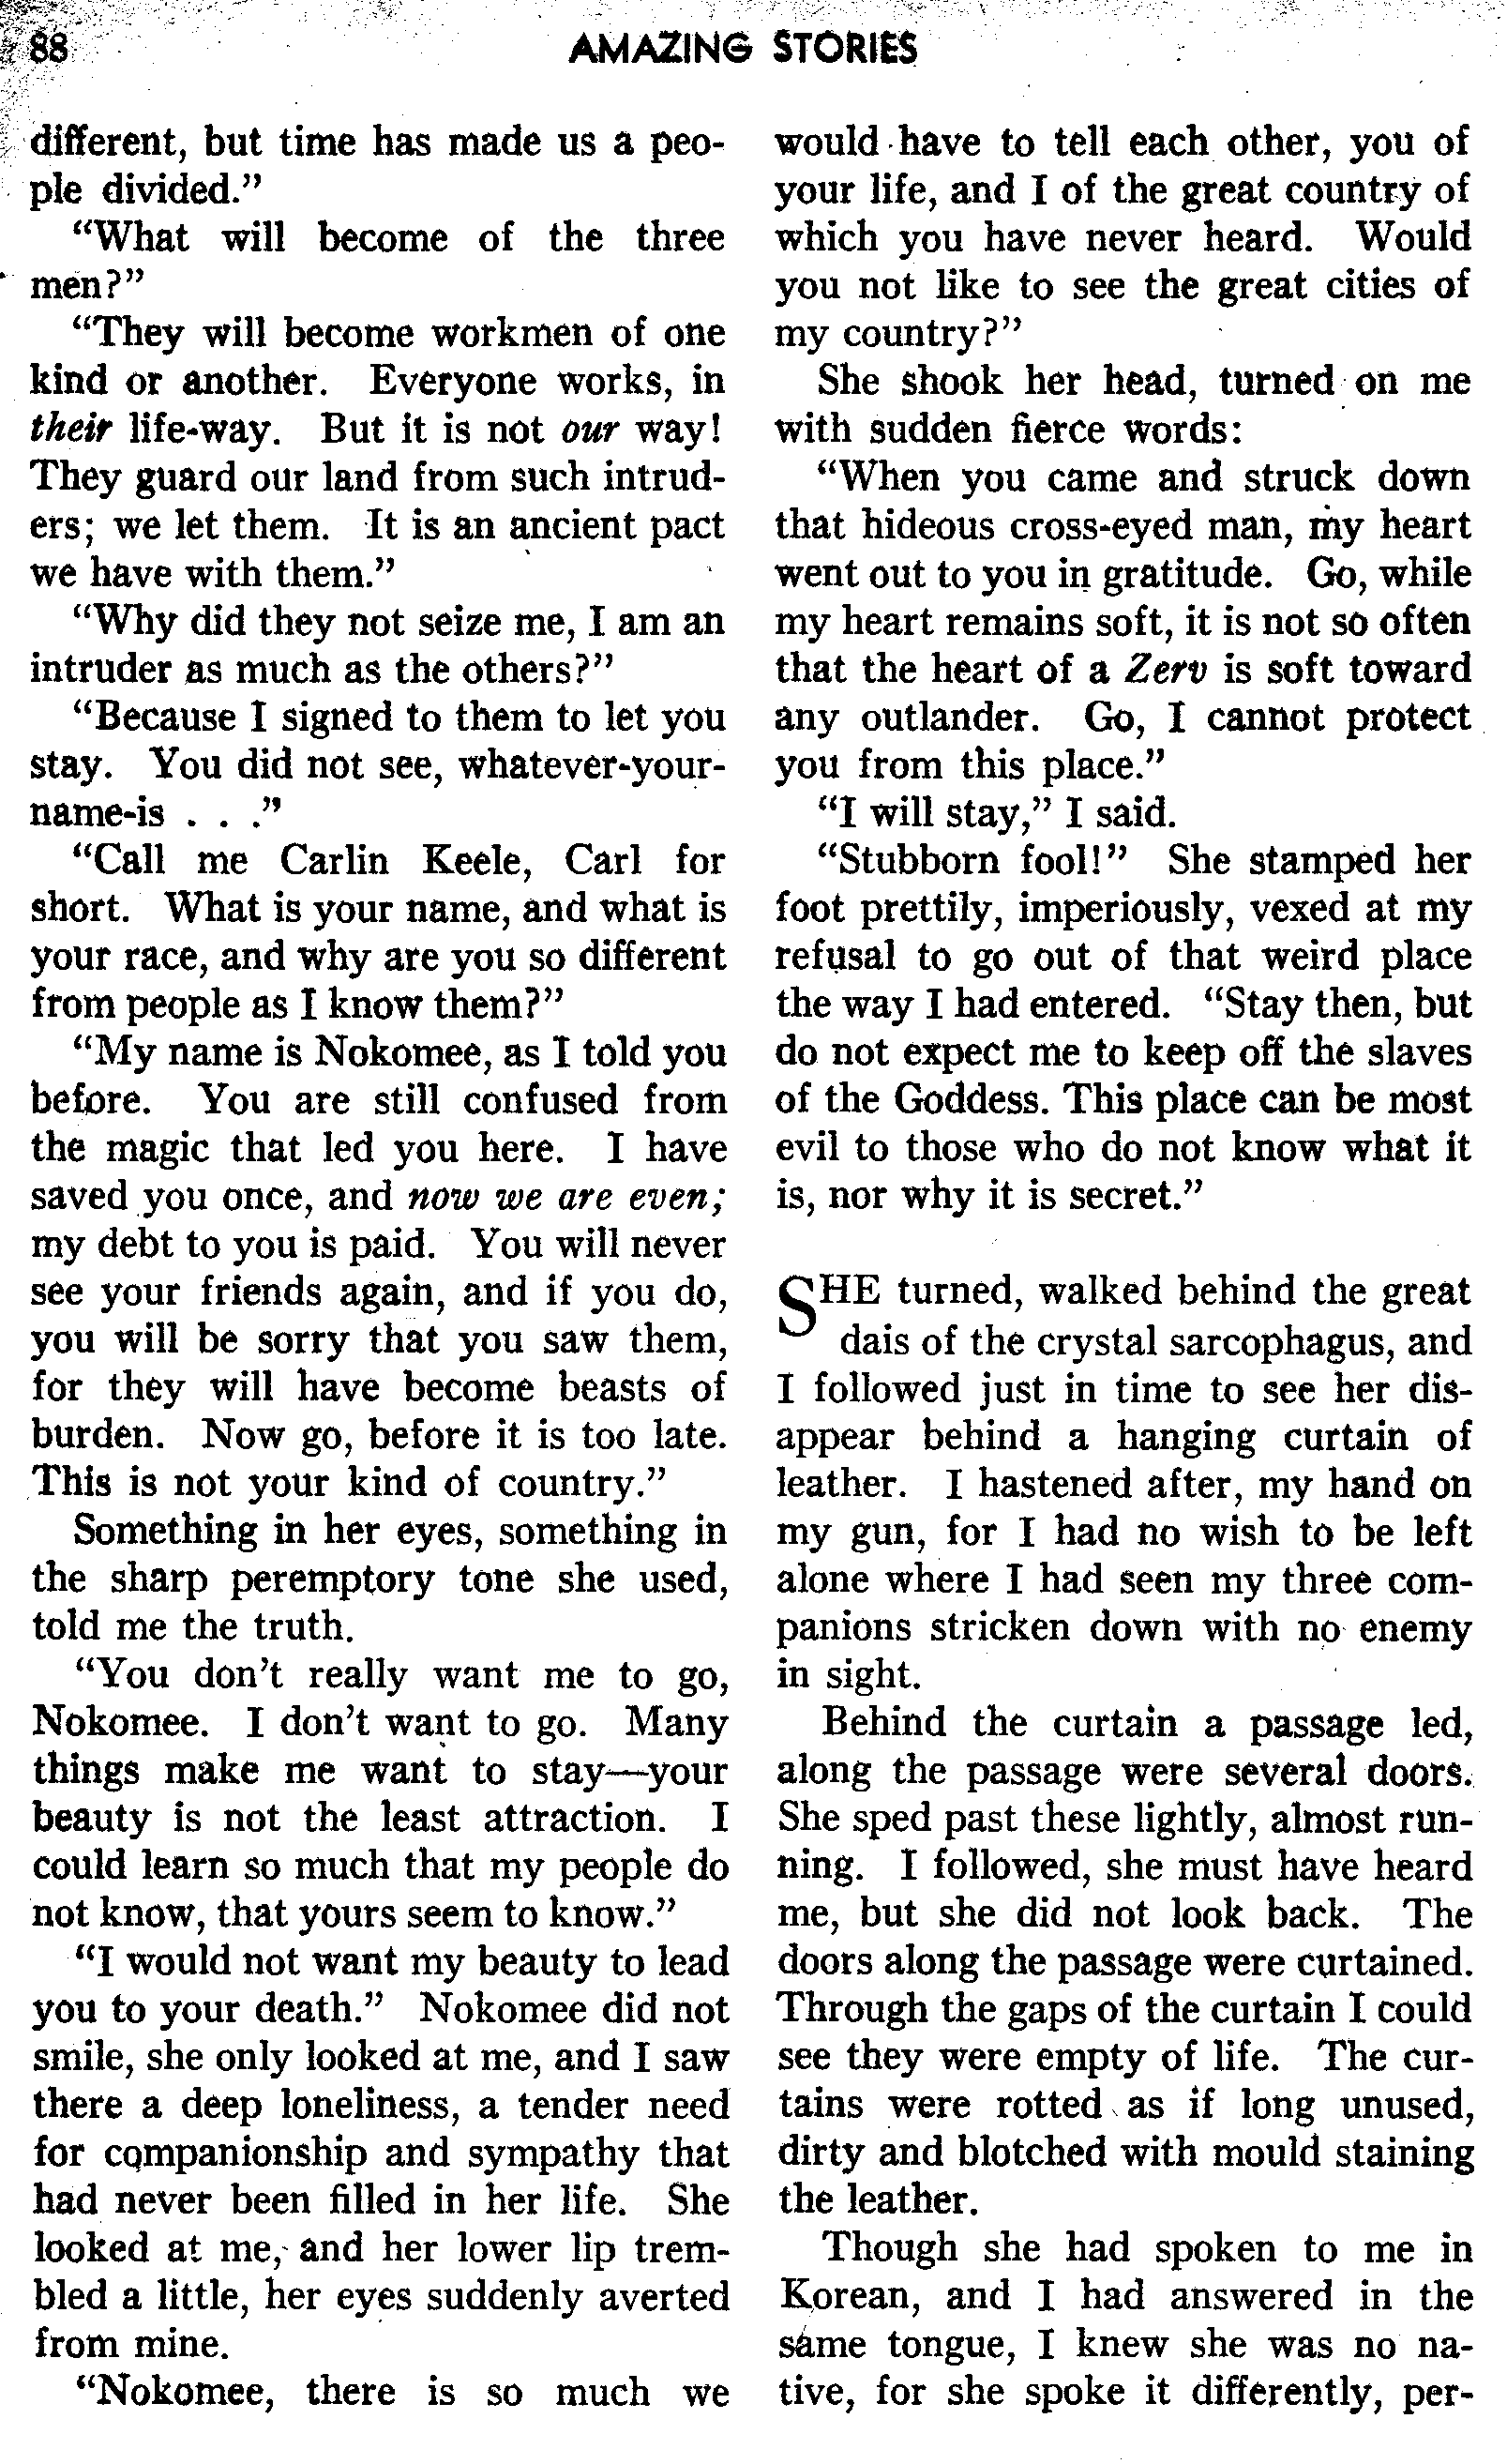 88
AMAZING STORIES
different, but time has made us a peo-
ple divided."
"What will become of the three
men?"
"They will become workmen of one
kind or another. Everyone works, in
their life-way. But it is not our way!
They guard our land from such intrud-
ers; we let them. It is an ancient pact
we have with them."
"Why did they not seize me, I am an
intruder as much as the others?"
"Because I signed to them to let you
stay. You did not see, whatever-your-
name-is . . ."
"Call me Carlin Keele, Carl for
short. What is your name, and what is
your race, and why are you so different
from people as I know them?"
"My name is Nokomee, as I told you
before. You are still confused from
the magic that led you here. I have
saved you once, and now we are even;
my debt to you is paid. You will never
see your friends again, and if you do,
you will be sorry that you saw them,
for they will have become beasts of
burden. Now go, before it is too late.
This is not your kind of country."
Something in her eyes, something in
the sharp peremptory tone she used,
told me the truth.
"You don't really want me to go,
Nokomee. I don't want to go. Many
things make me want to stay—your
beauty is not the least attraction. I
could learn so much that my people do
not know, that yours seem to know."
"I would not want my beauty to lead
you to your death." Nokomee did not
smile, she only looked at me, and I saw
there a deep loneliness, a tender need
for companionship and sympathy that
had never been filled in her life. She
looked at me, and her lower lip trem-
bled a little, her eyes suddenly averted
from mine.
"Nokomee, there is so much we
would have to tell each other, you of
your life, and I of the great country of
which you have never heard. Would
you not like to see the great cities of
my country?"
She shook her head, turned on me
with sudden fierce words:
"When you came and struck down
that hideous cross-eyed man, my heart
went out to you in gratitude. Go, while
my heart remains soft, it is not so often
that the heart of a Zerv is soft toward
any outlander. Go, I cannot protect
you from this place."
"I will stay," I said.
"Stubborn fool!" She stamped her
foot prettily, imperiously, vexed at my
refusal to go out of that weird place
the way I had entered. "Stay then, but
do not expect me to keep off the slaves
of the Goddess. This place can be most
evil to those who do not know what it
is, nor why it is secret."
SHE turned, walked behind the great
dais of the crystal sarcophagus, and
I followed just in time to see her dis-
appear behind a hanging curtain of
leather. I hastened after, my hand on
my gun, for I had no wish to be left
alone where I had seen my three com-
panions stricken down with no enemy
in sight.
Behind the curtain a passage led,
along the passage were several doors.
She sped past these lightly, almost run-
ning. I followed, she must have heard
me, but she did not look back. The
doors along the passage were curtained.
Through the gaps of the curtain I could
see they were empty of life. The cur-
tains were rotted as if long unused,
dirty and blotched with mould staining
the leather.
Though she had spoken to me in
Korean, and I had answered in the
same tongue, I knew she was no na-
tive, for she spoke it differently, per-